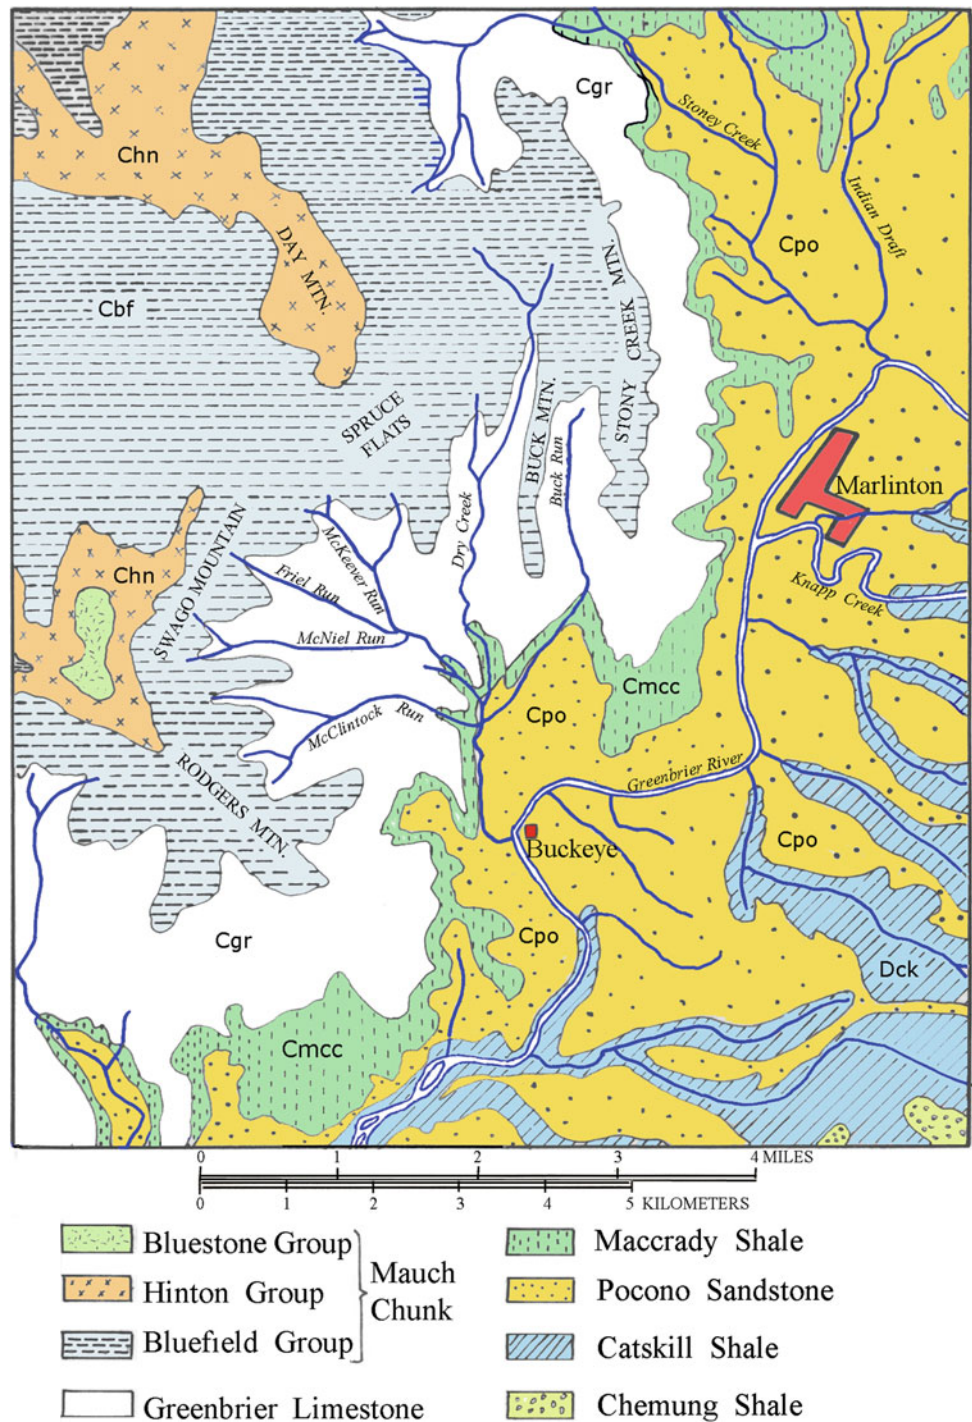 Cgr
Stoney Creek
Chn
Indian Draft
DAY MTN.
Cpo
Cbf
STONY CREEK MTN.
SPRUCE
FLATS
BUCK MTN.
Buck Run
Dry Creek
Marlinton
SWAGO MOUNTAIN
McKeever Run
Friel Run
Chn
Knapp Creek
McNiel Run
Cmcc
McClintock Run
Cpo
Greenbrier River
RODGERS MTN.
Buckeye
Cpo
Cgr
Cpo
Dck
Cmcc
0 1 2 3 4 MILES
0 1 2 3 4 5 KILOMETERS
Bluestone Group
Hinton Group
Bluefield Group
Mauch
Chunk
Greenbrier Limestone
Maccrady Shale
Pocono Sandstone
Catskill Shale
Chemung Shale